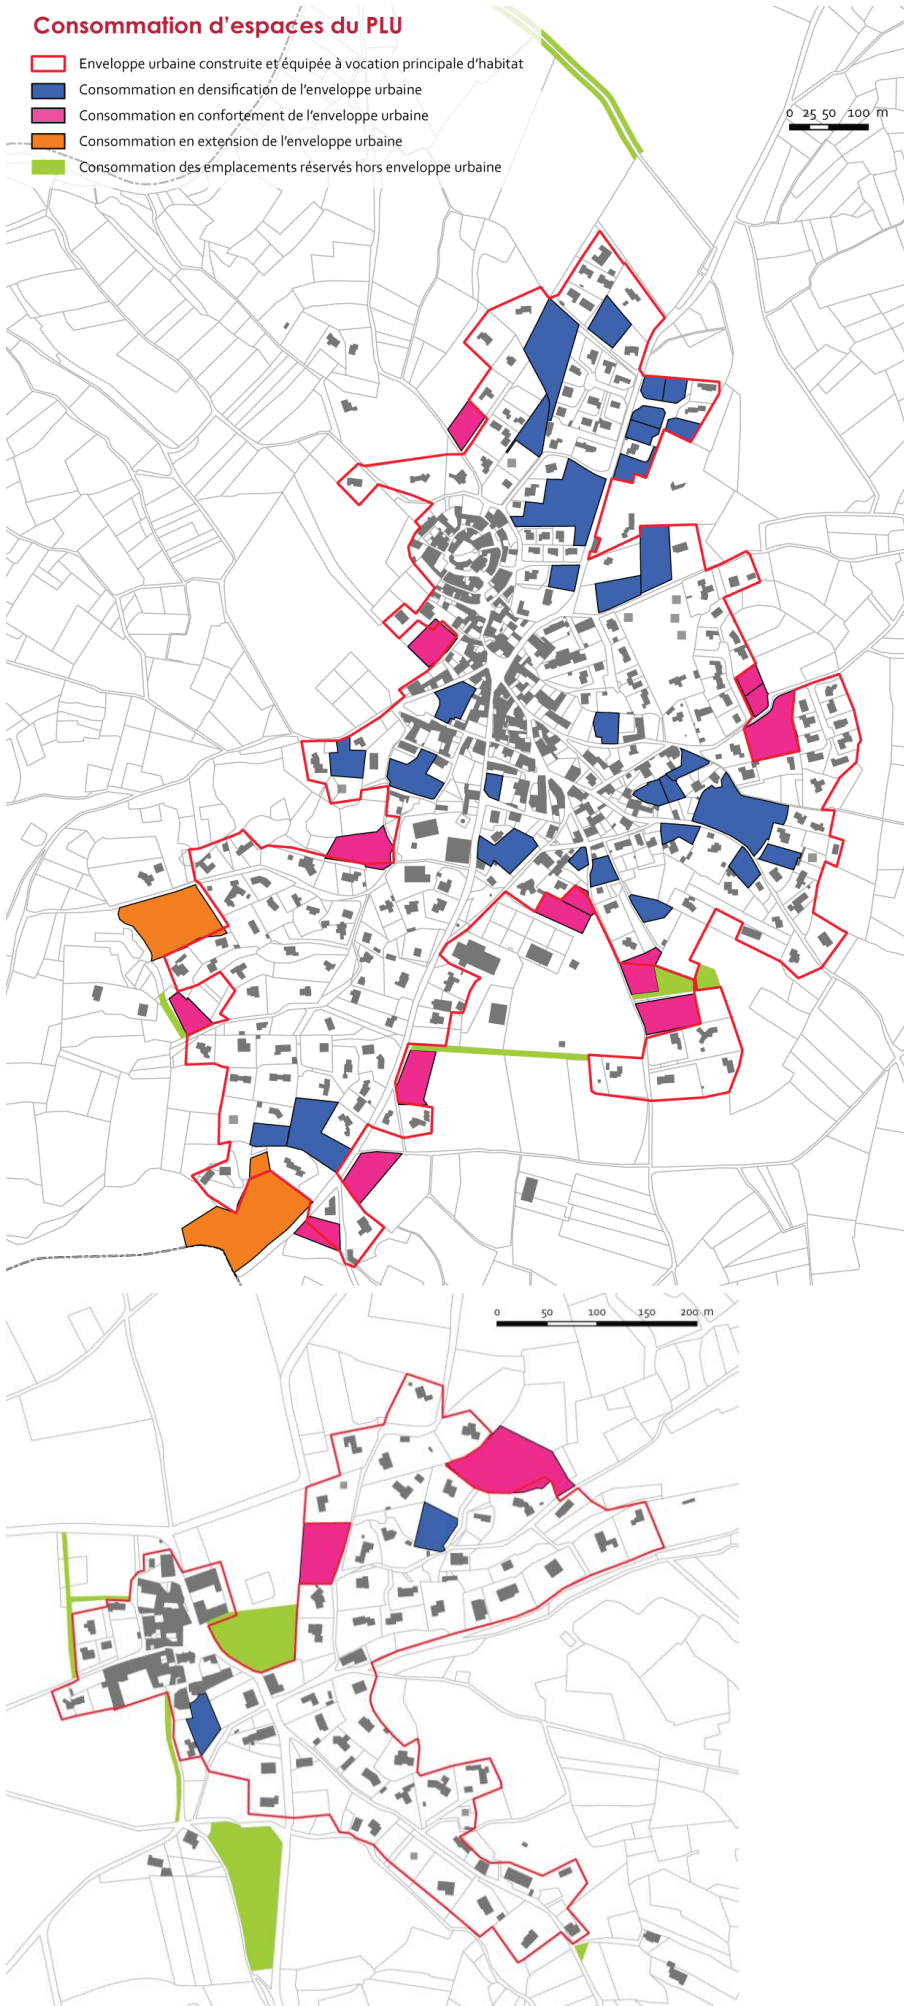 Consommation d'espaces du PLU
Enveloppe urbaine construite et équipée à vocation principale d'habitat
Consommation en densification de l'enveloppe urbaine
Consommation en confortement de l'enveloppe urbaine
Consommation en extension de l'enveloppe urbaine
Consommation des emplacements réservés hors enveloppe urbaine
0 25 50 100 m
0 50 100 150 200 m